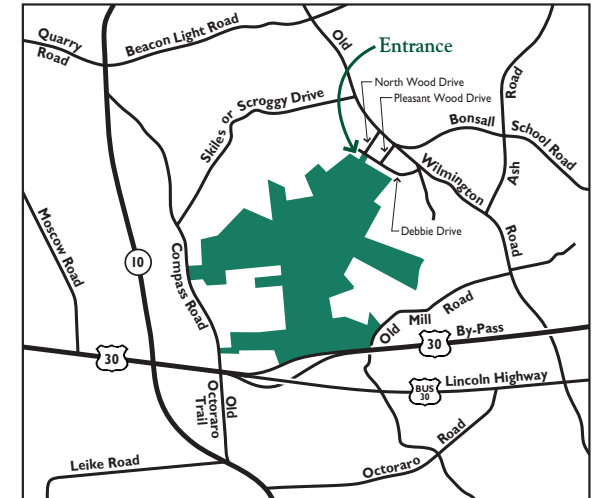 Quarry
Road
Beacon Light Road
Old
Entrance
North Wood Drive
Pleasant Wood Drive
Skiles or Scroggy Drive
Road
Bonsall
School Road
Wilmington
Ash
Debbie Drive
Moscow Road
10
Compass Road
Road
Old Mill Road
30
By-Pass
30
BUS
30
Lincoln Highway
Old
Octoraro
Trail
Leike Road
Octoraro Road